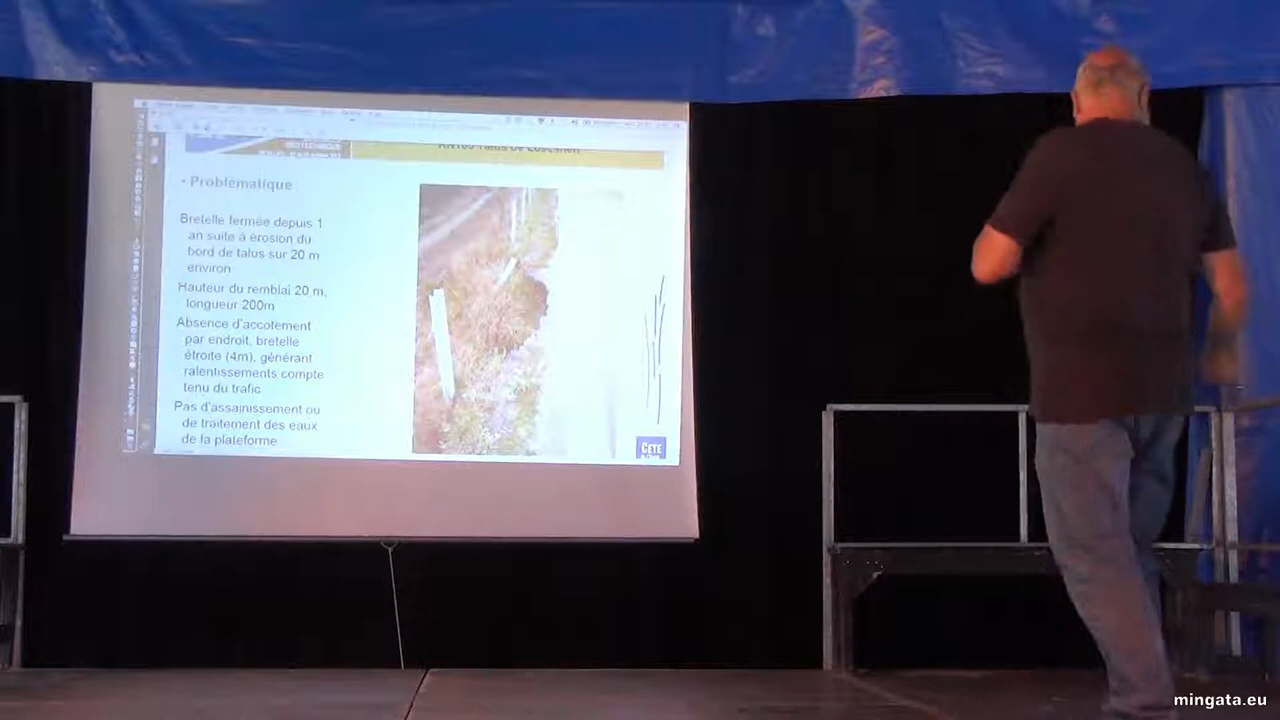 - Problématique
Bretelle fermée depuis 1
an suite à érosion du
bord de talus sur 20 m
environ
Hauteur du remblai 20 m,
longueur 200m
Absence d'accotement
par endroit, bretelle
étroite (4m), générant
ralentissements compte
tenu du trafic
Pas d'assainissement ou
de traitement des eaux
de la plateforme
CETE
mingata.eu